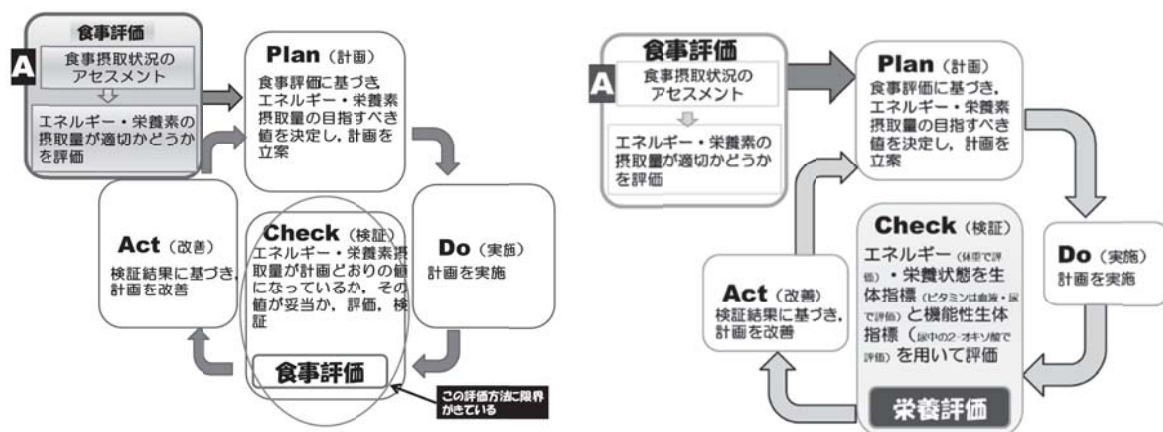 食事評価
A
食事摂取状況の
アセスメント
エネルギー・栄養素の
摂取量が適切かどうか
を評価
Plan（計画）
食事評価に基づき，
エネルギー・栄養素
摂取量の目指すべき
値を決定し，計画を
立案
Do（実施）
計画を実施
Check（検証）
エネルギー・栄養素摂
取量が計画どおりの値
になっているか，その
値が妥当か，評価，検
証
食事評価
この評価方法に限界
がきている
Act（改善）
検証結果に基づき，
計画を改善
食事評価
A
食事摂取状況の
アセスメント
エネルギー・栄養素の
摂取量が適切かどうか
を評価
Plan（計画）
食事評価に基づき，
エネルギー・栄養素
摂取量の目指すべき
値を決定し，計画を
立案
Do（実施）
計画を実施
Check（検証）
エネルギー（体重で評
価）・栄養状態を生
体指標（ビタミンは血液・尿
で評価）と機能性生体
指標（尿中の2-オキソ酸で
評価）を用いて評価
栄養評価
Act（改善）
検証結果に基づき，
計画を改善